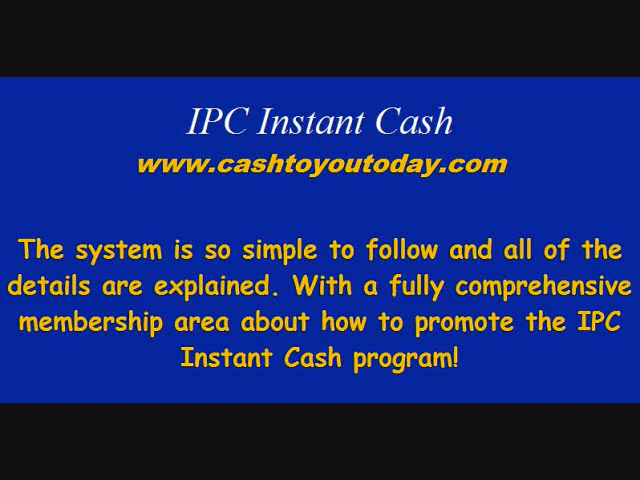 IPC Instant Cash
www.cashtoyoutoday.com
The system is so simple to follow and all of the
details are explained. With a fully comprehensive
membership area about how to promote the IPC
Instant Cash program!